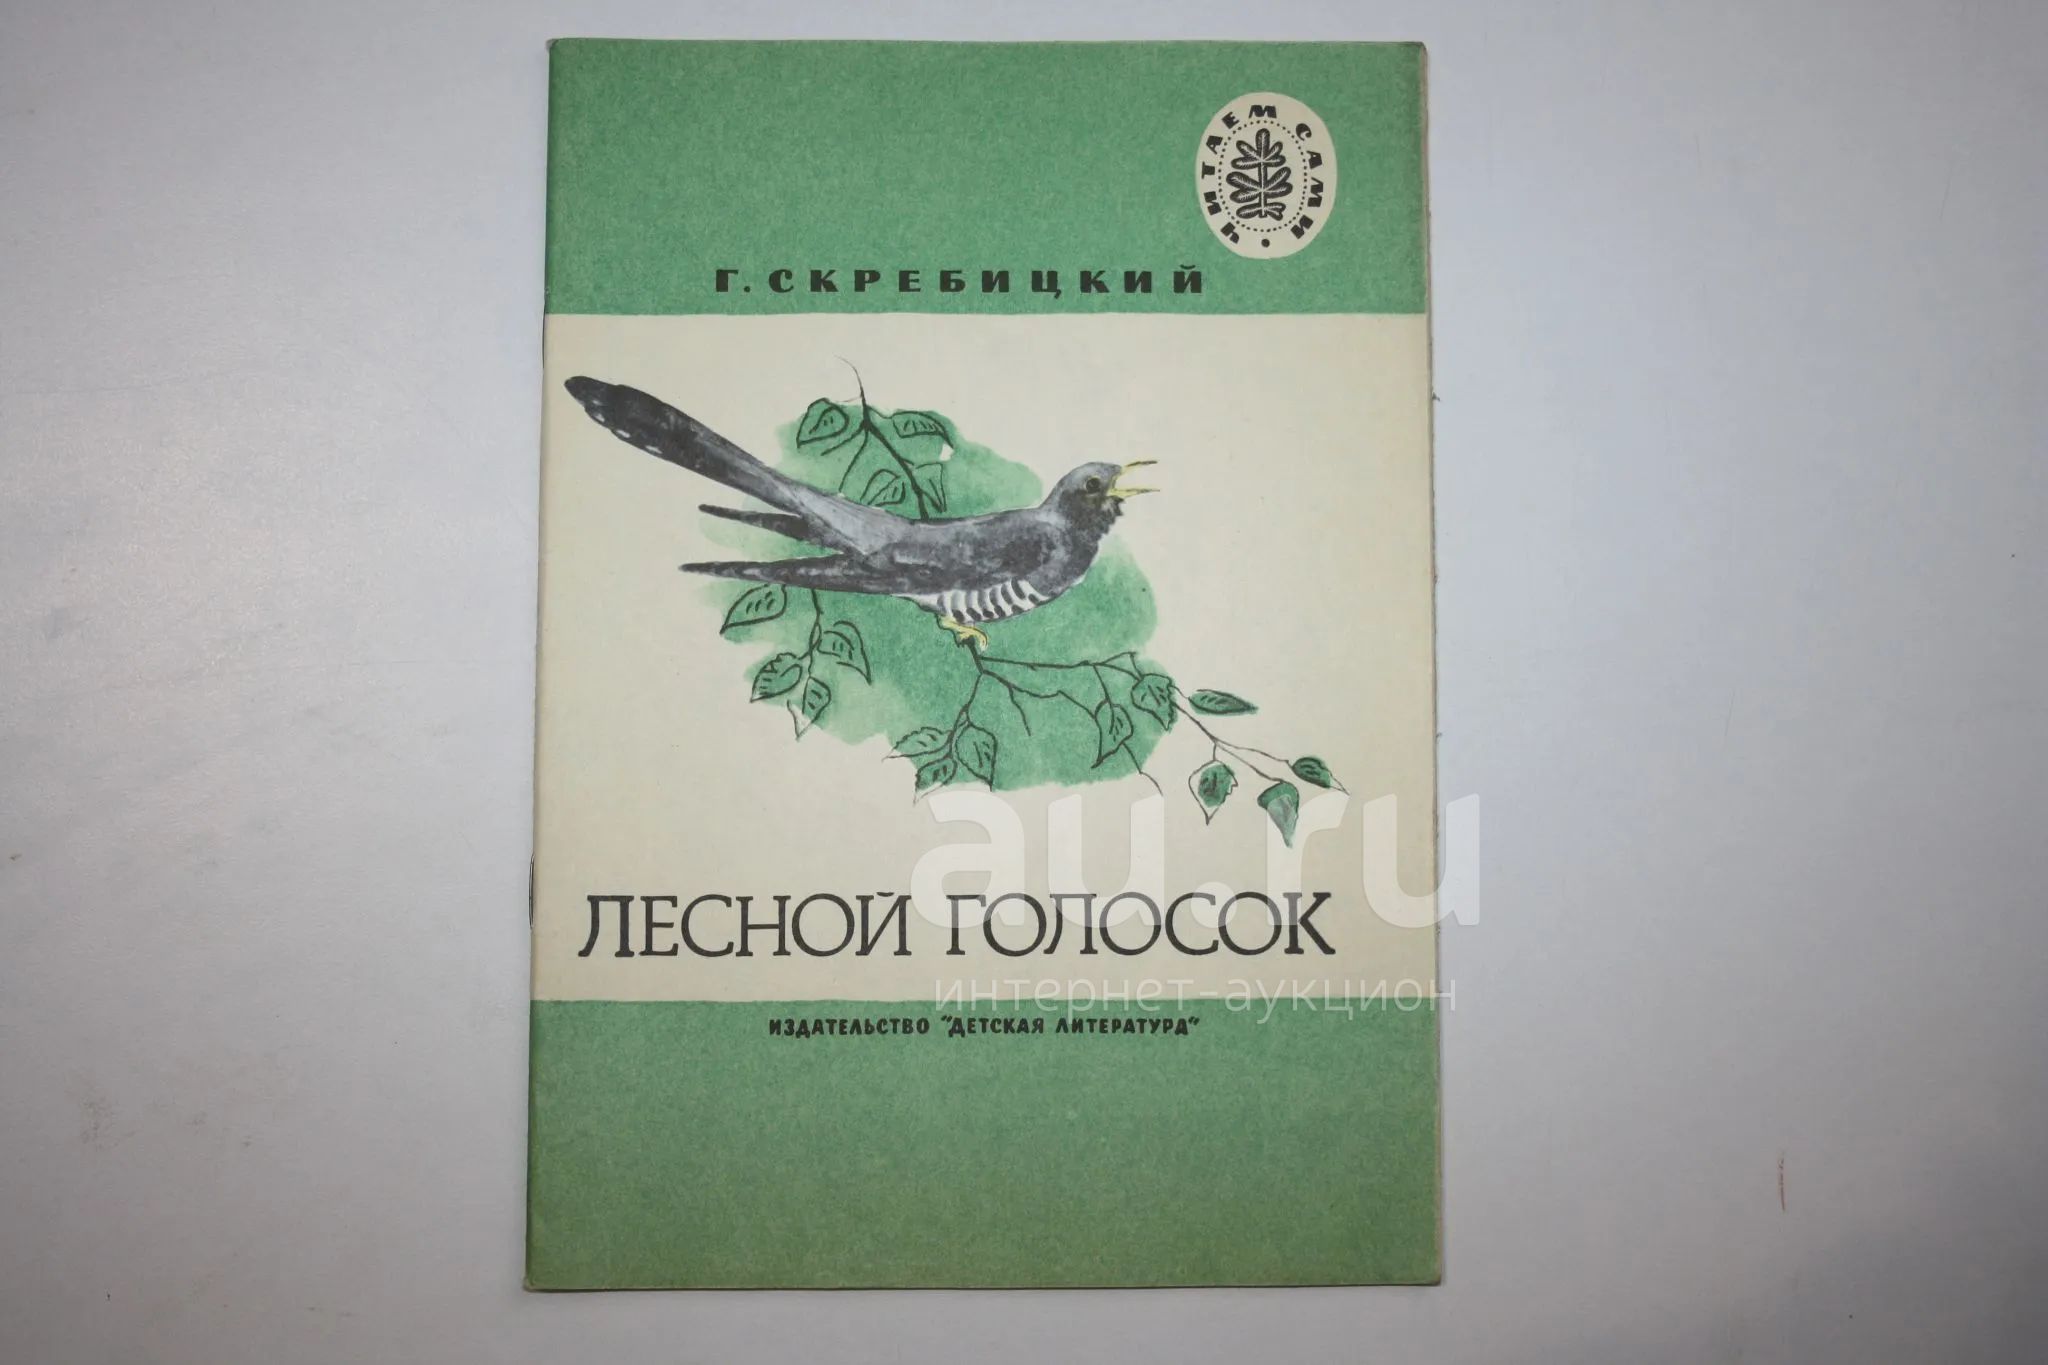 ЧИТАЕМ САМИ •
Г. СКРЕБИЦКИЙ
ЛЕСНОЙ ГОЛОСОК
ИЗДАТЕЛЬСТВО "ДЕТСКАЯ ЛИТЕРАТУРА"
au.ru
интернет-аукцион